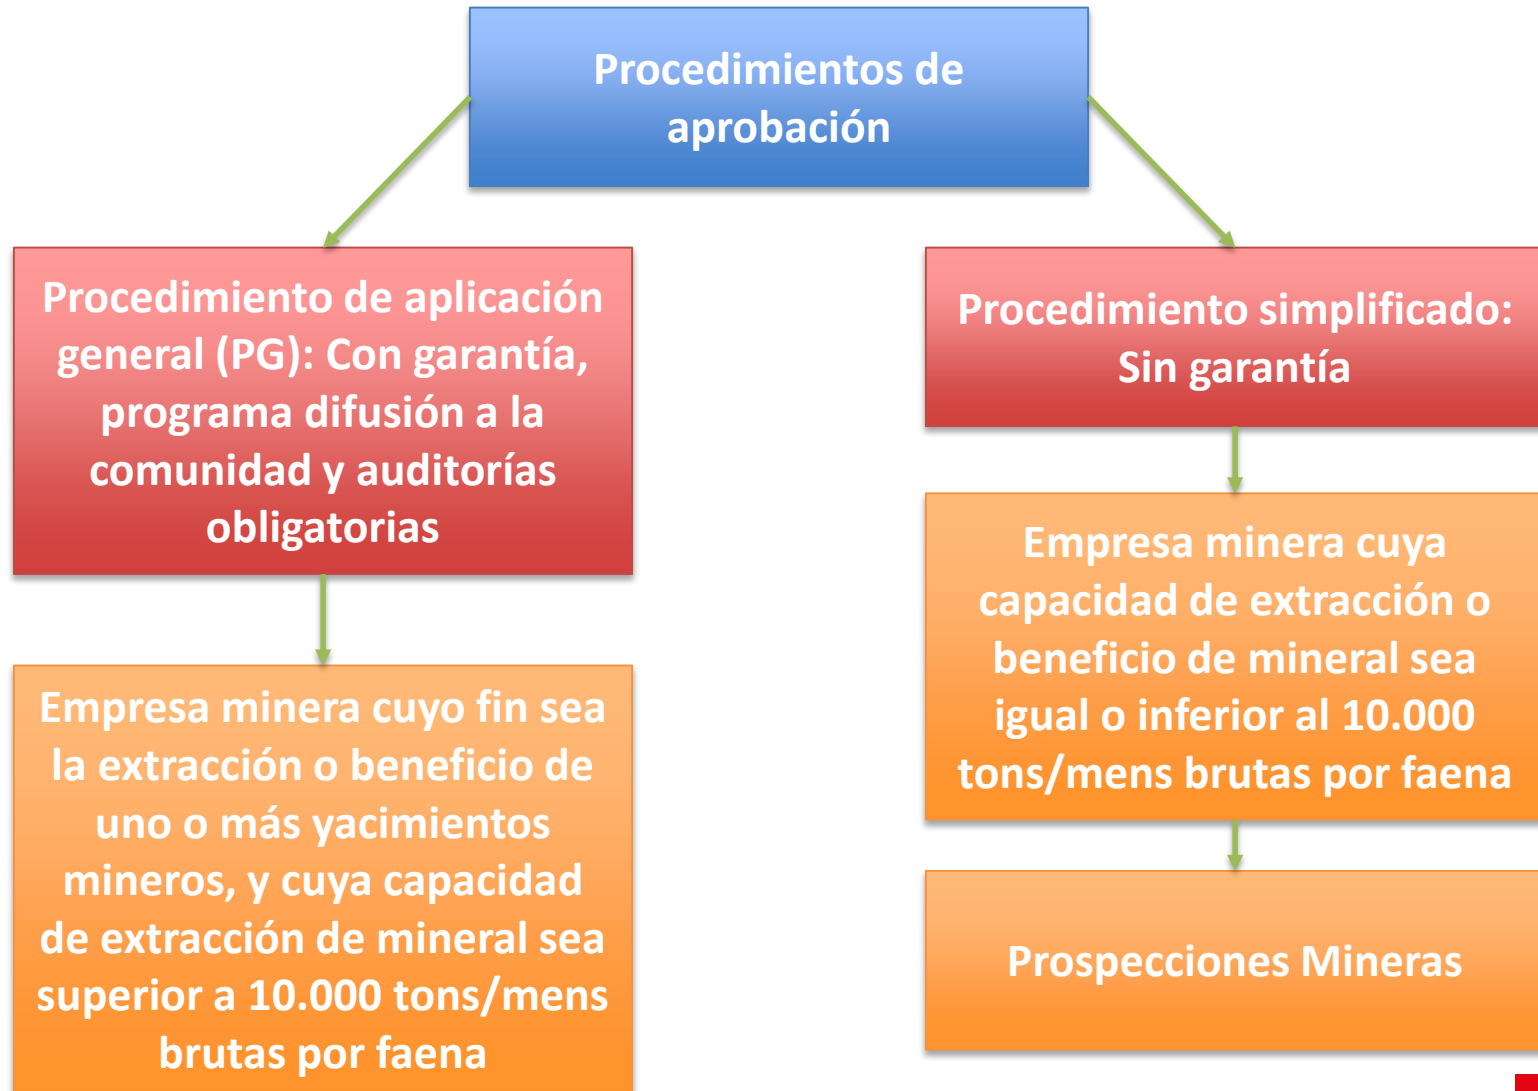 Procedimientos de
aprobación
Procedimiento de aplicación
general (PG): Con garantía,
programa difusión a la
comunidad y auditorías
obligatorias
Empresa minera cuyo fin sea
la extracción o beneficio de
uno o más yacimientos
mineros, y cuya capacidad
de extracción de mineral sea
superior a 10.000 tons/mens
brutas por faena
Procedimiento simplificado:
Sin garantía
Empresa minera cuya
capacidad de extracción o
beneficio de mineral sea
igual o inferior al 10.000
tons/mens brutas por faena
Prospecciones Mineras